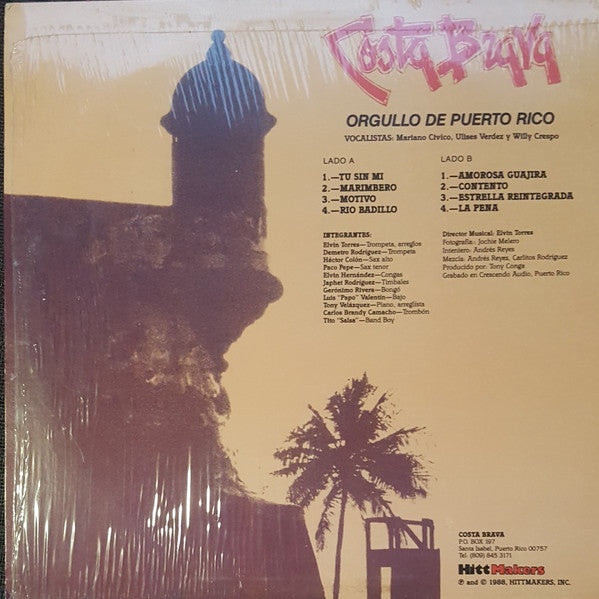 Costa Brava
ORGULLO DE PUERTO RICO
VOCALISTAS: Mariano Cívico, Ulises Verdez y Willy Crespo
LADO A
1.—TU SIN MI
2.—MARIMBERO
3.—MOTIVO
4.—RIO BADILLO
LADO B
1.—AMOROSA GUAJIRA
2.—CONTENTO
3.—ESTRELLA REINTEGRADA
4.—LA PENA
INTEGRANTES:
Elvin Torres—Trompeta, arreglos
Demetro Rodríguez—Trompeta
Héctor Colón—Sax alto
Paco Pepe—Sax tenor
Elvin Hernández—Congas
Japhet Rodríguez—Timbales
Gerónimo Rivera—Bongó
Luis "Papo" Valentín—Bajo
Tony Velázquez—Piano, arreglista
Carlos Brandy Camacho—Trombón
Tito "Salsa"—Band Boy
Director Musical: Elvin Torres
Fotografía: Jochie Melero
Inteniero: Andrés Reyes
Mezcla: Andrés Reyes, Carlitos Rodríguez
Producido por: Tony Conga
Grabado en Crescendo Audio, Puerto Rico
COSTA BRAVA
P.O. BOX 197
Santa Isabel, Puerto Rico 00757
Tel. (809) 845.3171
HittMakers
℗ and © 1988, HITTMAKERS, INC.